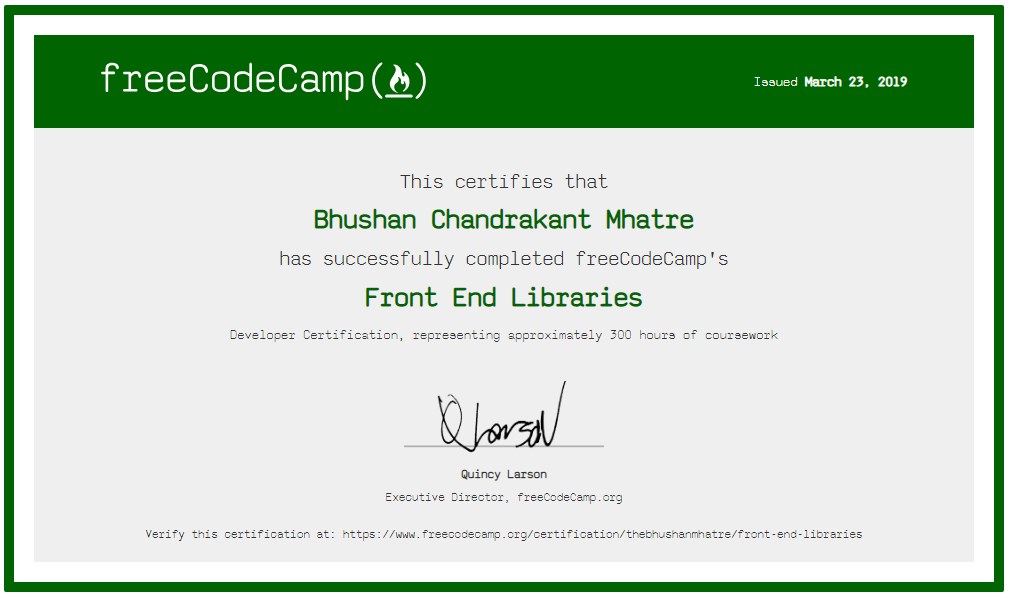 freeCodeCamp(🔥)
Issued March 23, 2019
This certifies that
Bhushan Chandrakant Mhatre
has successfully completed freeCodeCamp's
Front End Libraries
Developer Certification, representing approximately 300 hours of coursework
Q Larson
Quincy Larson
Executive Director, freeCodeCamp.org
Verify this certification at: https://www.freecodecamp.org/certification/thebhushanmhatre/front-end-libraries